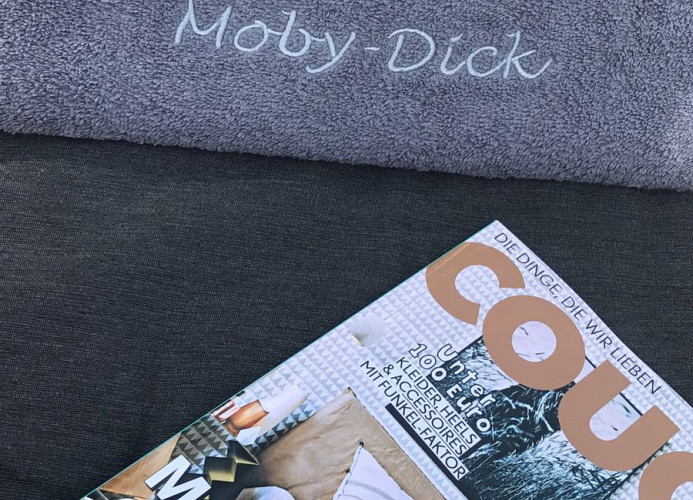 Moby-Dick
DIE DINGE, DIE WIR LIEBEN
COU
Unter
100 Euro
KLEIDER, HEELS
& ACCESSOIRES
MIT FUNKEL-FAKTOR
M